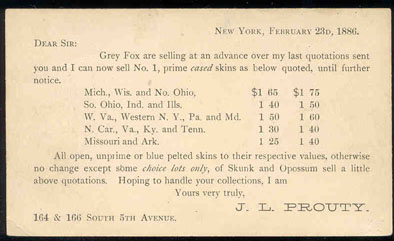 New York, February 23d, 1886.
Dear Sir:
Grey Fox are selling at an advance over my last quotations sent
you and I can now sell No. 1, prime cased skins as below quoted, until further
notice.
Mich., Wis. and No. Ohio, $1 65 $1 75
So. Ohio, Ind. and Ills. 1 40 1 50
W. Va., Western N. Y., Pa. and Md. 1 50 1 60
N. Car., Va., Ky. and Tenn. 1 30 1 40
Missouri and Ark. 1 25 1 40
All open, unprime or blue pelted skins to their respective values, otherwise
no change except some choice lots only, of Skunk and Opossum sell a little
above quotations. Hoping to handle your collections, I am
Yours very truly,
J. L. PROUTY.
164 & 166 South 5th Avenue.